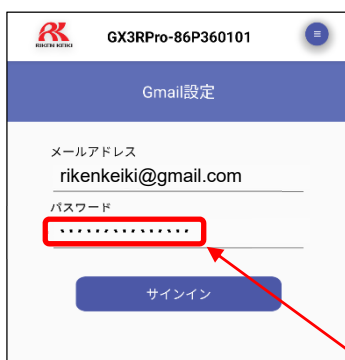 RIKEN KEIKI
GX3RPro-86P360101
Gmail設定
メールアドレス
rikenkeiki@gmail.com
パスワード
サインイン